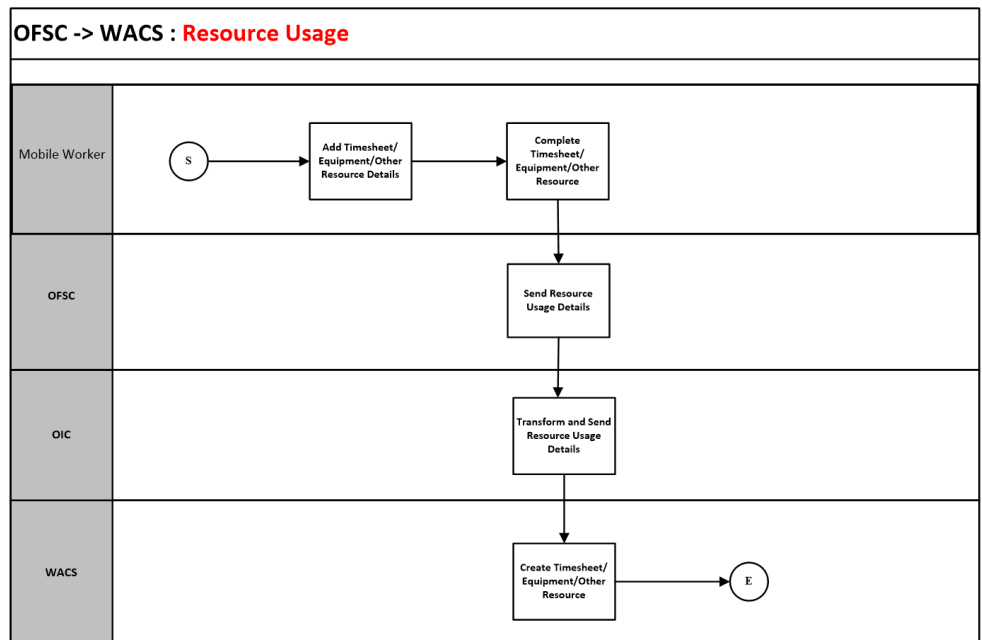 OFSC -> WACS : Resource Usage
Mobile Worker
S
Add Timesheet/
Equipment/Other
Resource Details
Complete
Timesheet/
Equipment/Other
Resource
OFSC
Send Resource
Usage Details
OIC
Transform and Send
Resource Usage
Details
WACS
Create Timesheet/
Equipment/Other
Resource
E